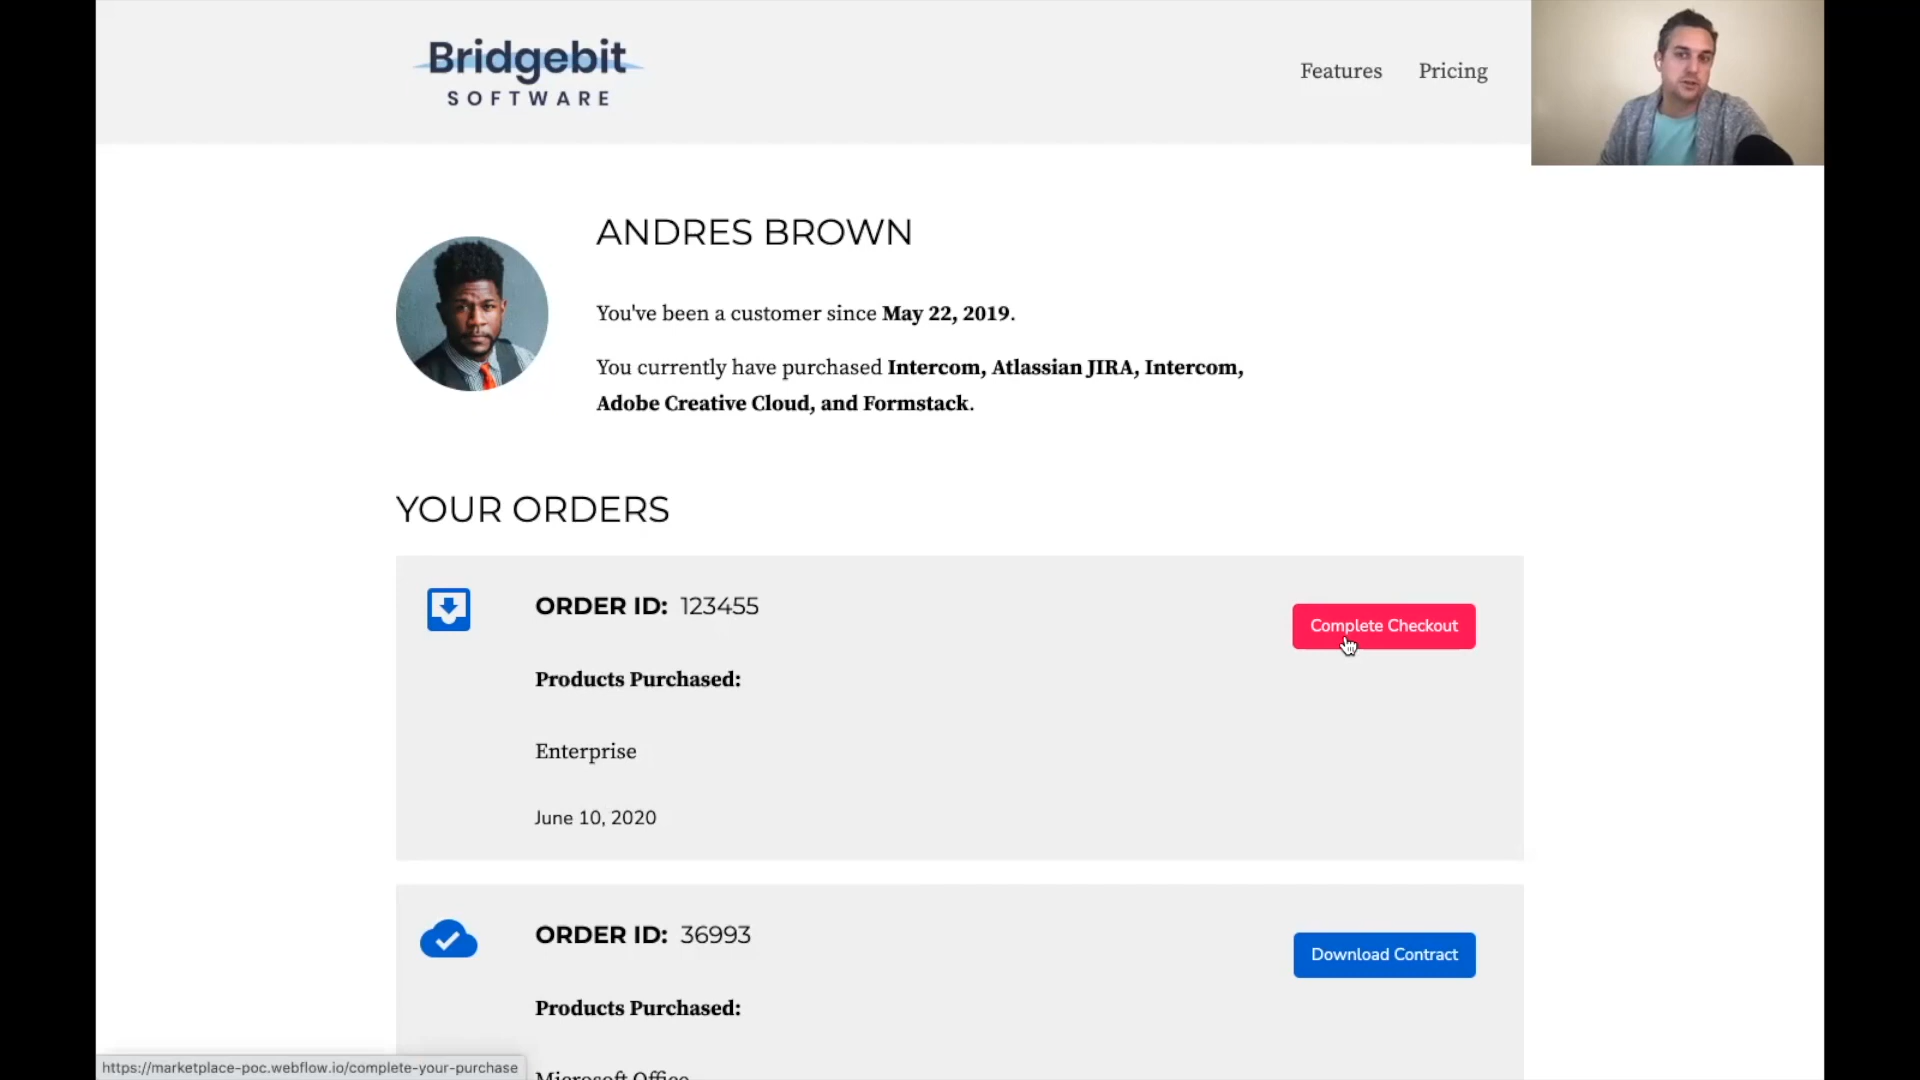 Bridgebit
SOFTWARE
Features
Pricing
ANDRES BROWN
You've been a customer since May 22, 2019.
You currently have purchased Intercom, Atlassian JIRA, Intercom,
Adobe Creative Cloud, and Formstack.
YOUR ORDERS
ORDER ID: 123455
Complete Checkout
Products Purchased:
Enterprise
June 10, 2020
ORDER ID: 36993
Download Contract
Products Purchased:
Microsoft Office
https://marketplace-poc.webflow.io/complete-your-purchase